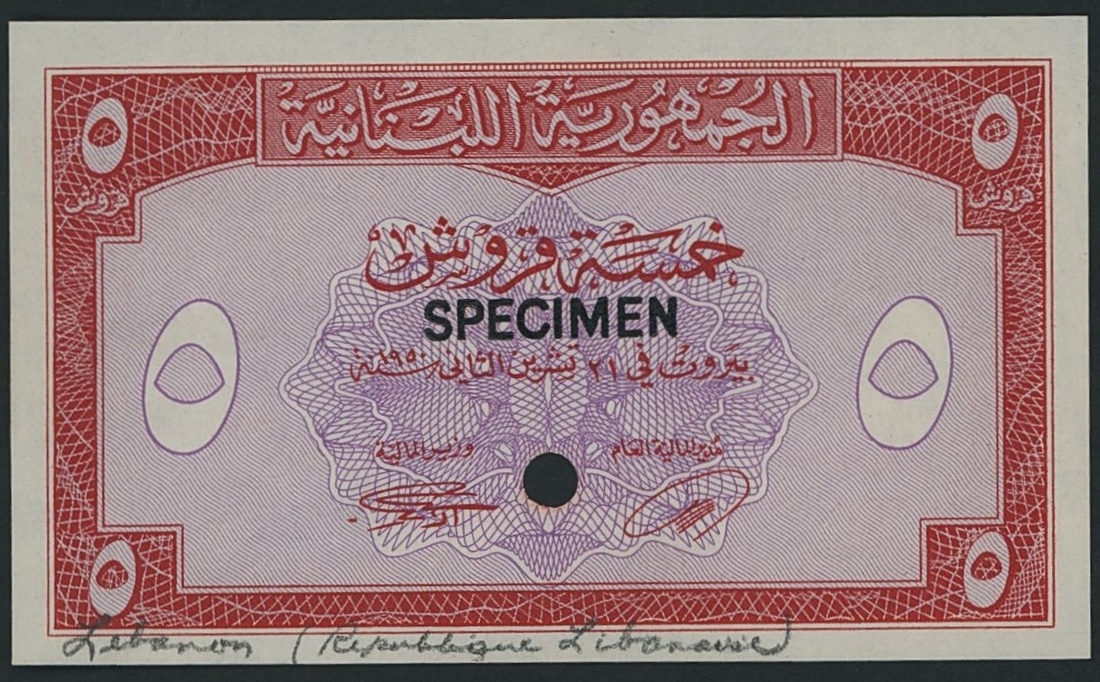 الجمهورية اللبنانية
٥ ٥
قروش قروش
خمسة قروش
SPECIMEN
٥ ٥
بيروت في ٢١ تشرين الثاني سنة ١٩٥٠
مدير المالية العام وزير المالية
٥ ٥
Lebanon (Republique Libanaise)